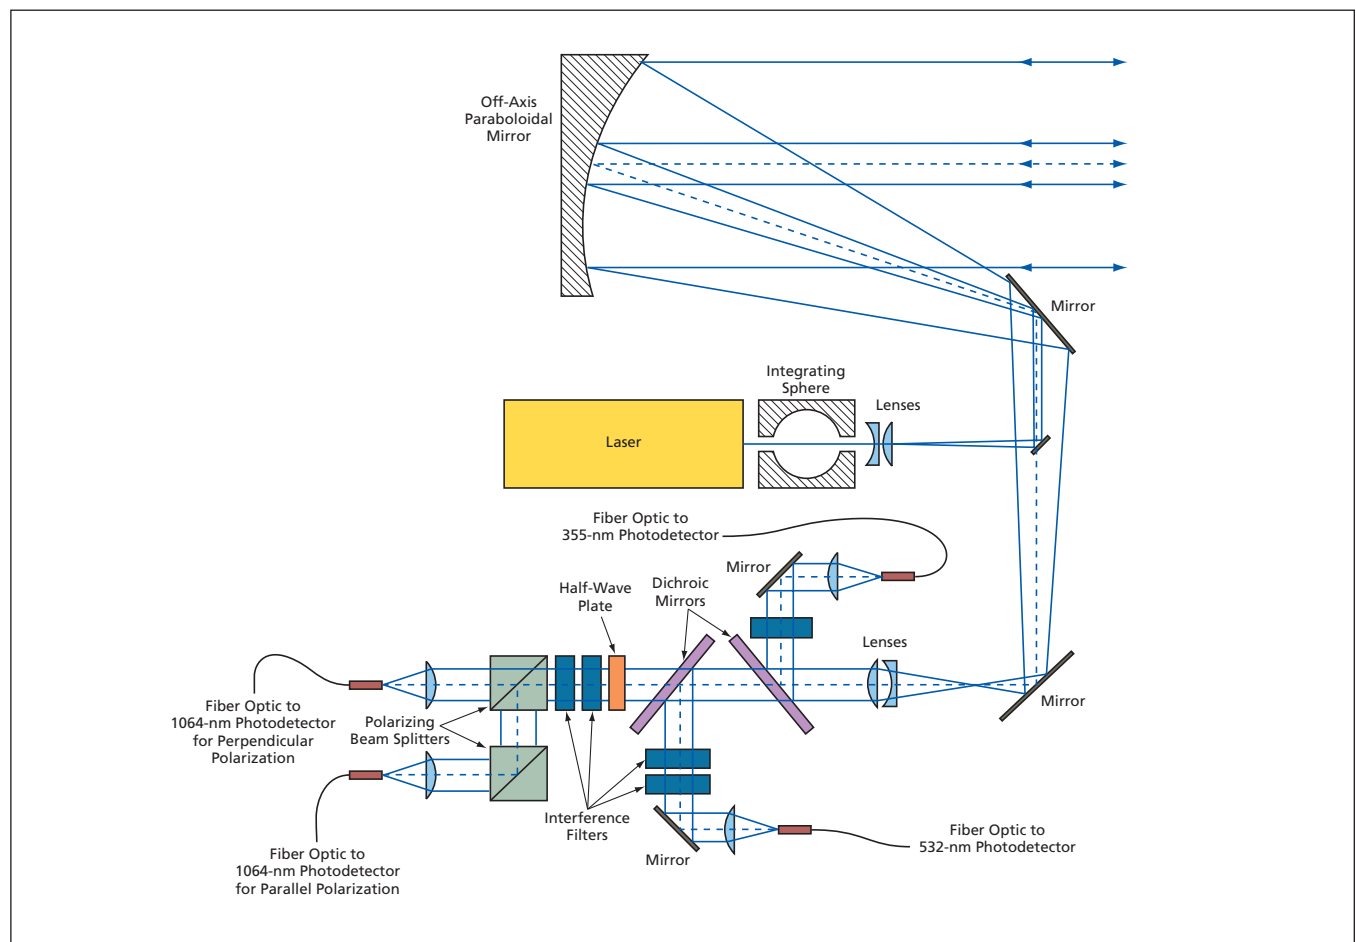 Off-Axis
Paraboloidal
Mirror
Mirror
Integrating
Sphere
Lenses
Laser
Fiber Optic to
355-nm Photodetector
Mirror
Half-Wave
Plate
Dichroic
Mirrors
Lenses
Mirror
Fiber Optic to
1064-nm Photodetector
for Perpendicular
Polarization
Polarizing
Beam Splitters
Interference
Filters
Mirror
Fiber Optic to
532-nm Photodetector
Fiber Optic to
1064-nm Photodetector
for Parallel Polarization